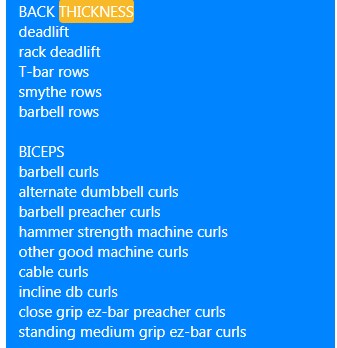 BACK THICKNESS
deadlift
rack deadlift
T-bar rows
smythe rows
barbell rows
BICEPS
barbell curls
alternate dumbbell curls
barbell preacher curls
hammer strength machine curls
other good machine curls
cable curls
incline db curls
close grip ez-bar preacher curls
standing medium grip ez-bar curls